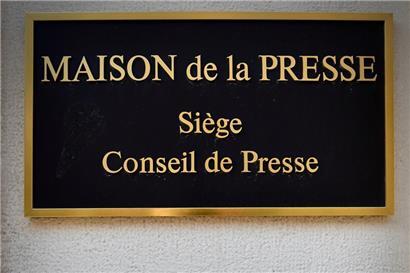 MAISON de la PRESSE
Siège
Conseil de Presse